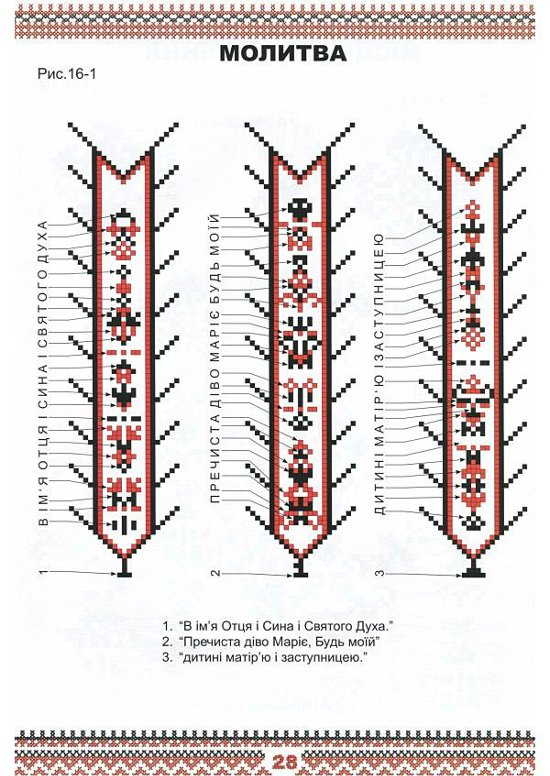 МОЛИТВА
Рис.16-1
В ІМ'Я ОТЦЯ І СИНА І СВЯТОГО ДУХА
ПРЕЧИСТА ДІВО МАРІЄ БУДЬ МОЇЙ
ДИТИНІ МАТІР'Ю І ЗАСТУПНИЦЕЮ
1
2
3
1. "В ім'я Отця і Сина і Святого Духа."
2. "Пречиста діво Маріє, Будь моїй"
3. "дитині матір'ю і заступницею."
28